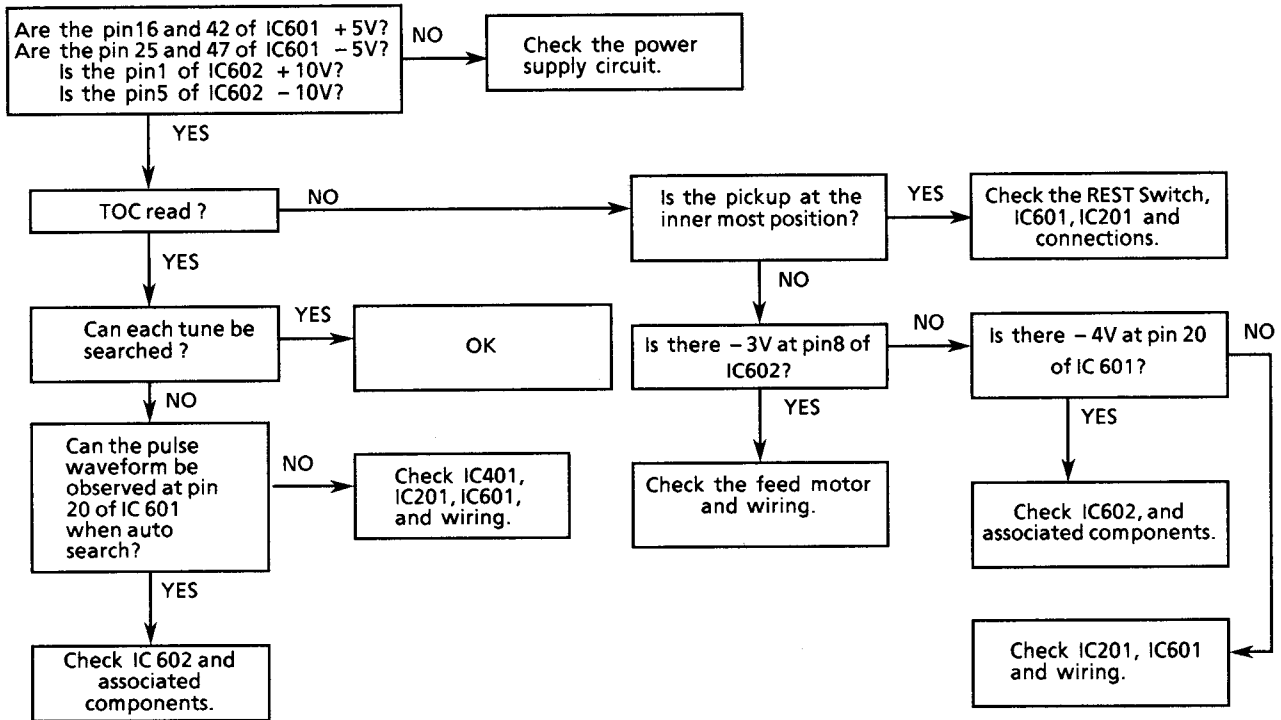 Are the pin16 and 42 of IC601 +5V?
Are the pin 25 and 47 of IC601 −5V?
Is the pin1 of IC602 +10V?
Is the pin5 of IC602 −10V?
NO
Check the power
supply circuit.
YES
TOC read ?
NO
Is the pickup at the
inner most position?
YES
Check the REST Switch,
IC601, IC201 and
connections.
YES
NO
Can each tune be
searched ?
YES
OK
Is there −3V at pin8 of
IC602?
NO
Is there −4V at pin 20
of IC 601?
NO
NO
YES
YES
Can the pulse
waveform be
observed at pin
20 of IC 601
when auto
search?
NO
Check IC401,
IC201, IC601,
and wiring.
Check the feed motor
and wiring.
Check IC602, and
associated components.
YES
Check IC 602 and
associated
components.
Check IC201, IC601
and wiring.